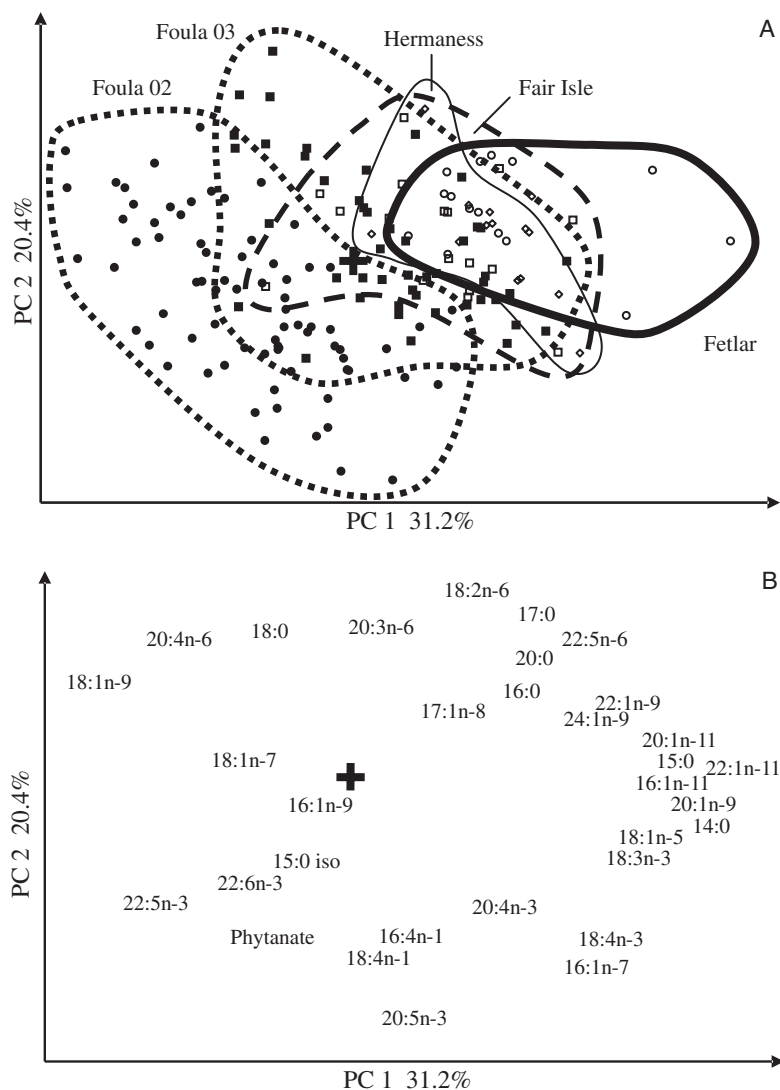 A
Foula 03
Hermaness
Foula 02
Fair Isle
Fetlar
PC 2 20.4%
PC 1 31.2%
B
18:2n-6
17:0
20:4n-6
18:0
20:3n-6
22:5n-6
20:0
18:1n-9
16:0
22:1n-9
17:1n-8
24:1n-9
20:1n-11
18:1n-7
15:0
22:1n-11
16:1n-11
16:1n-9
20:1n-9
14:0
18:1n-5
15:0 iso
18:3n-3
22:6n-3
22:5n-3
20:4n-3
Phytanate
16:4n-1
18:4n-3
18:4n-1
16:1n-7
20:5n-3
PC 2 20.4%
PC 1 31.2%